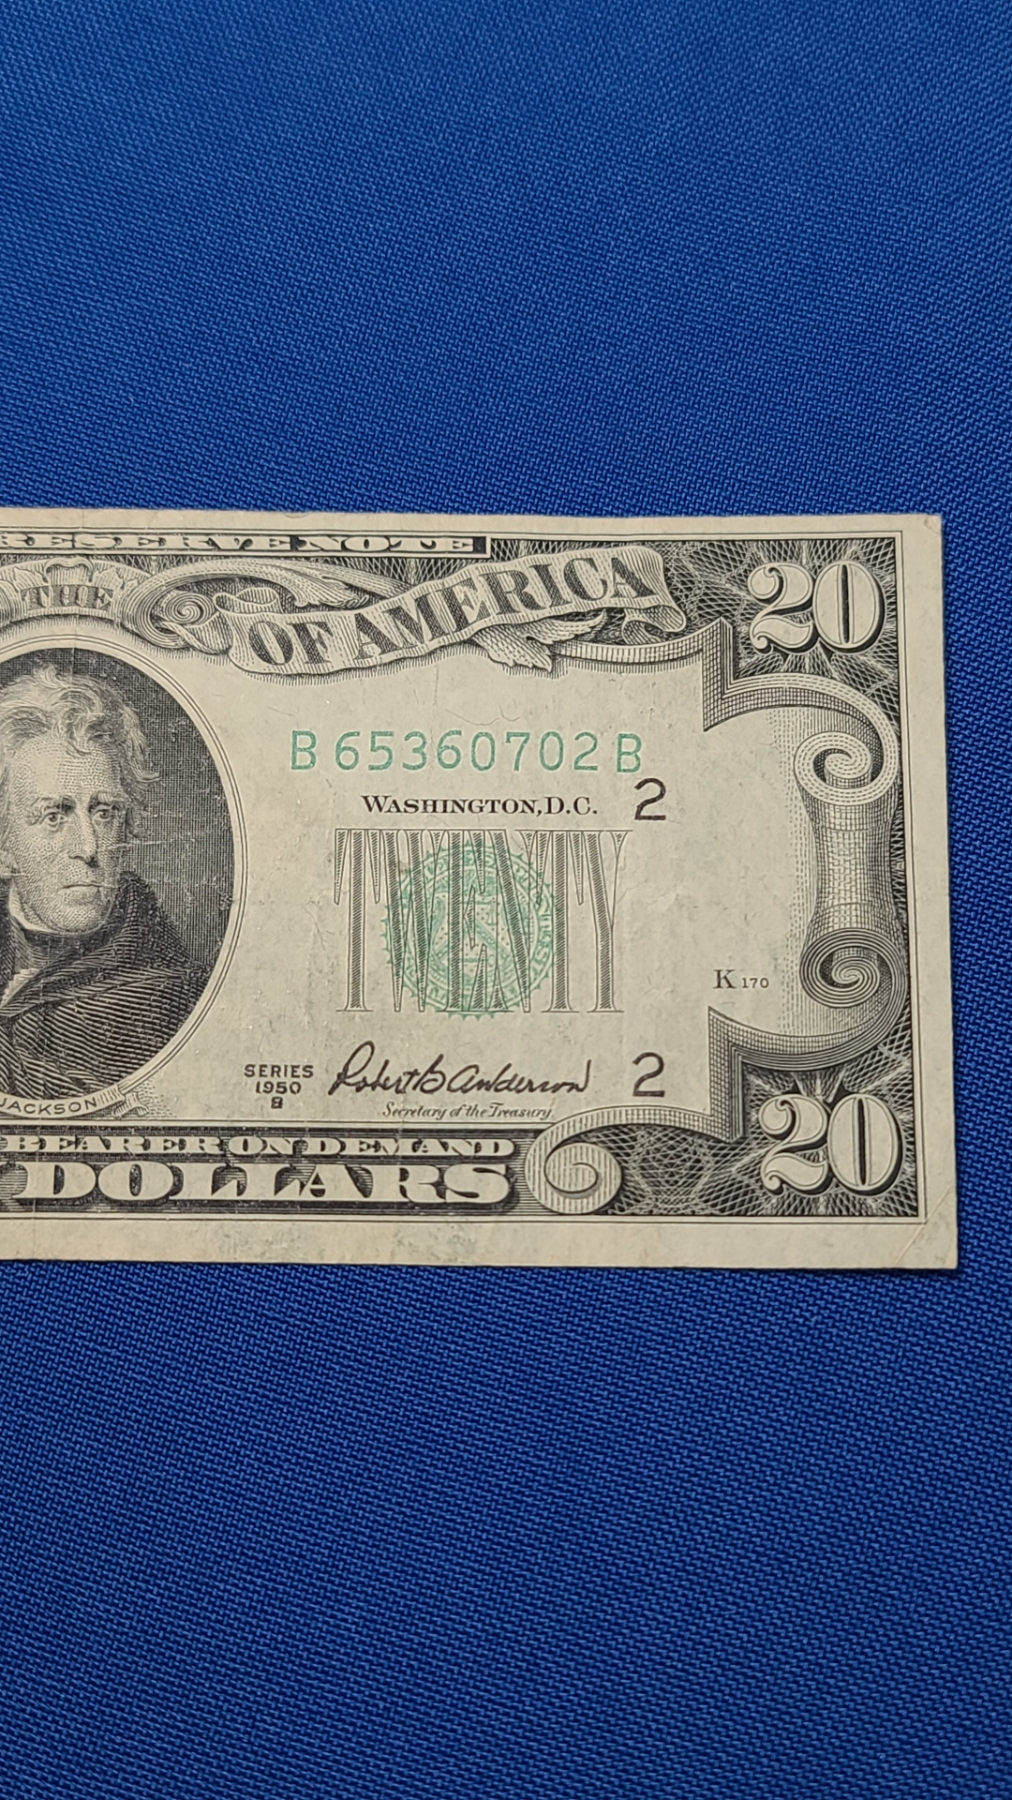 RESERVE NOTE
THE
OF AMERICA
20
B 65360702 B
WASHINGTON, D.C.
2
TWENTY
K 170
SERIES
1950
B
Robert B Anderson
Secretary of the Treasury
2
JACKSON
20
BEARER ON DEMAND
DOLLARS